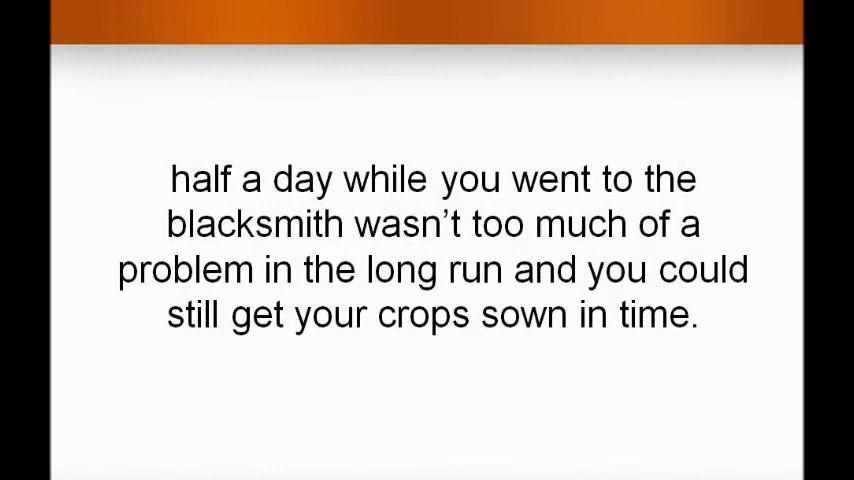 half a day while you went to the
blacksmith wasn’t too much of a
problem in the long run and you could
still get your crops sown in time.